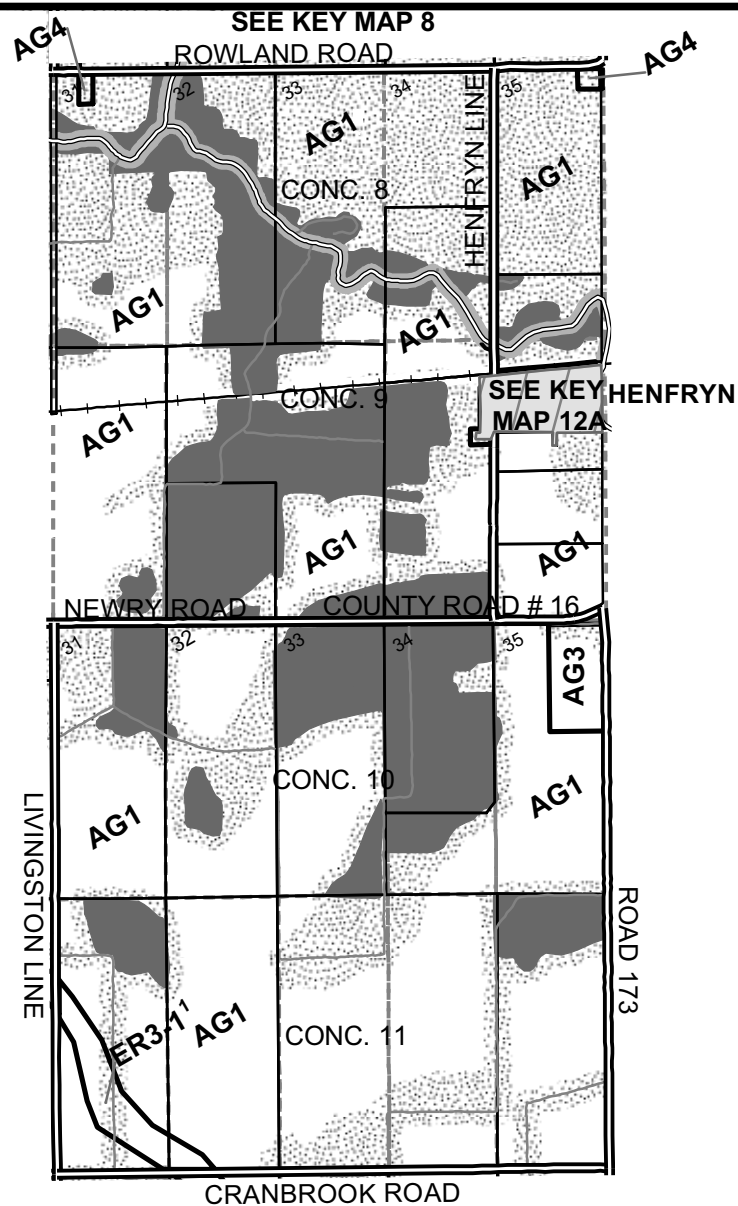 SEE KEY MAP 8
AG4
ROWLAND ROAD
AG4
31
32
33
34
35
AG1
HENFRYN LINE
AG1
CONC. 8
AG1
AG1
CONC. 9
SEE KEY
MAP 12A
HENFRYN
AG1
AG1
AG1
NEWRY ROAD
COUNTY ROAD # 16
31
32
33
34
35
AG3
CONC. 10
AG1
AG1
LIVINGSTON LINE
ROAD 173
ER3-1¹
AG1
CONC. 11
CRANBROOK ROAD